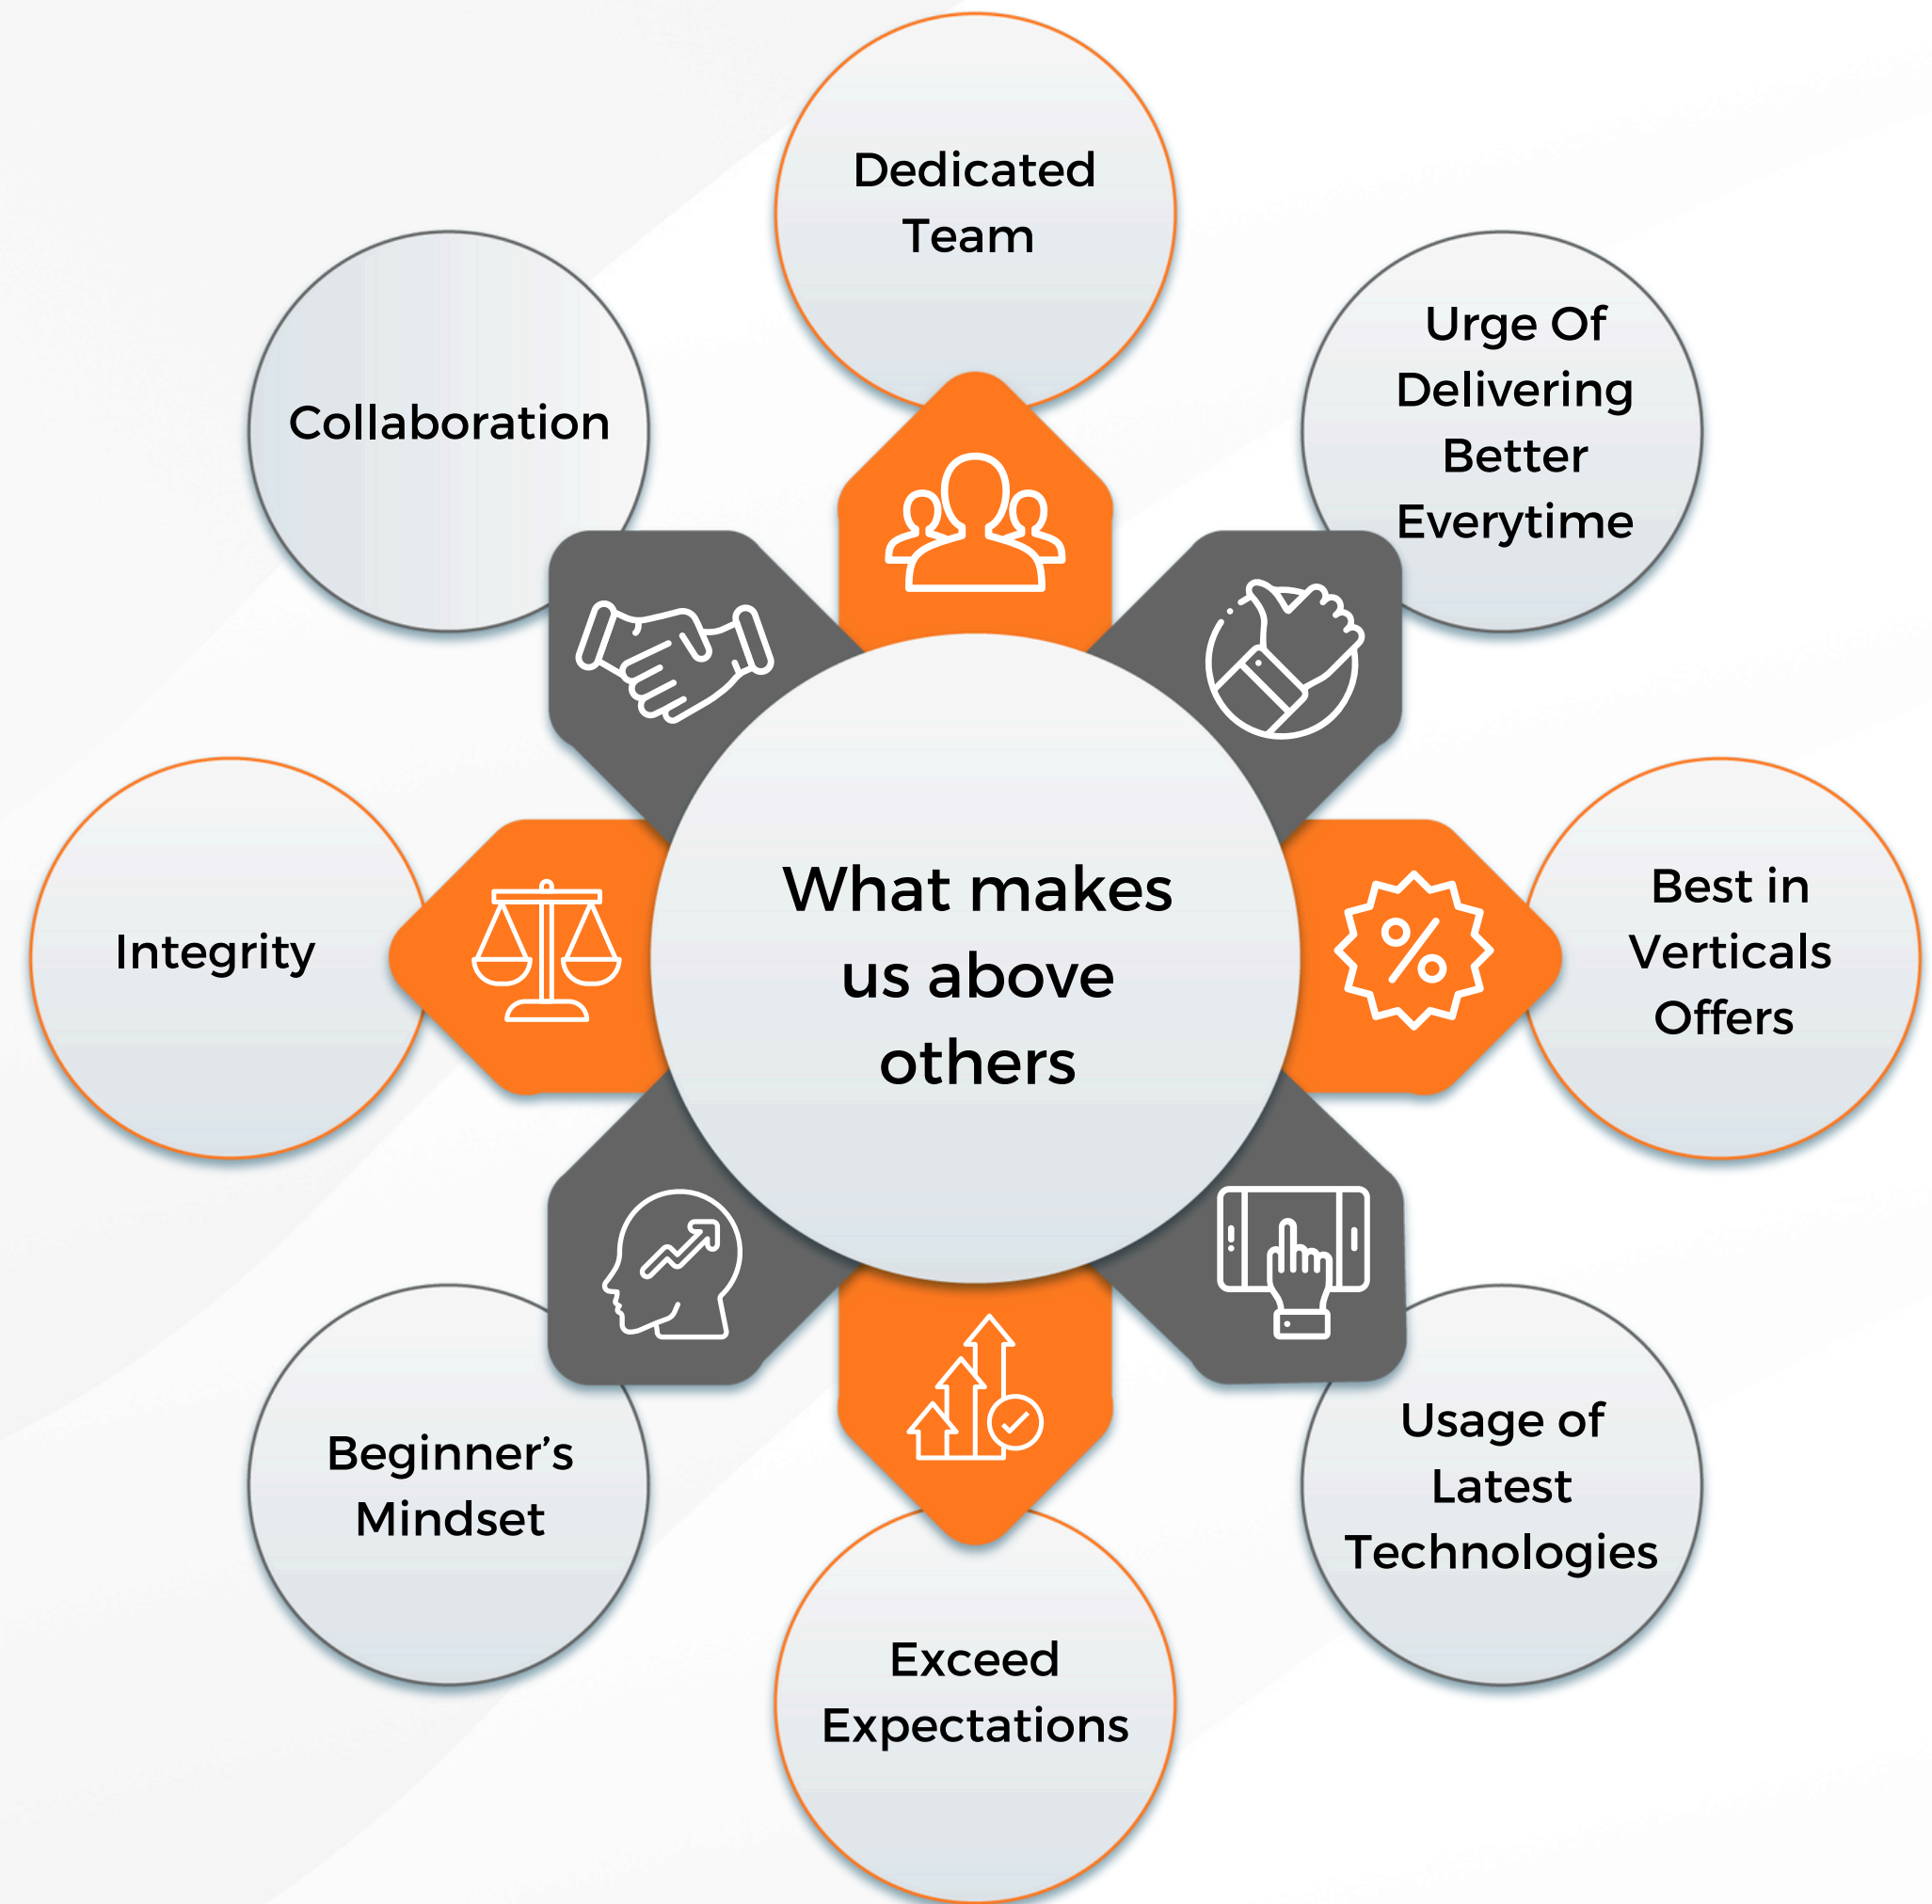 Dedicated
Team
Urge Of
Delivering
Better
Everytime
Collaboration
What makes
us above
others
Best in
Verticals
Offers
Integrity
Usage of
Latest
Technologies
Beginner's
Mindset
Exceed
Expectations